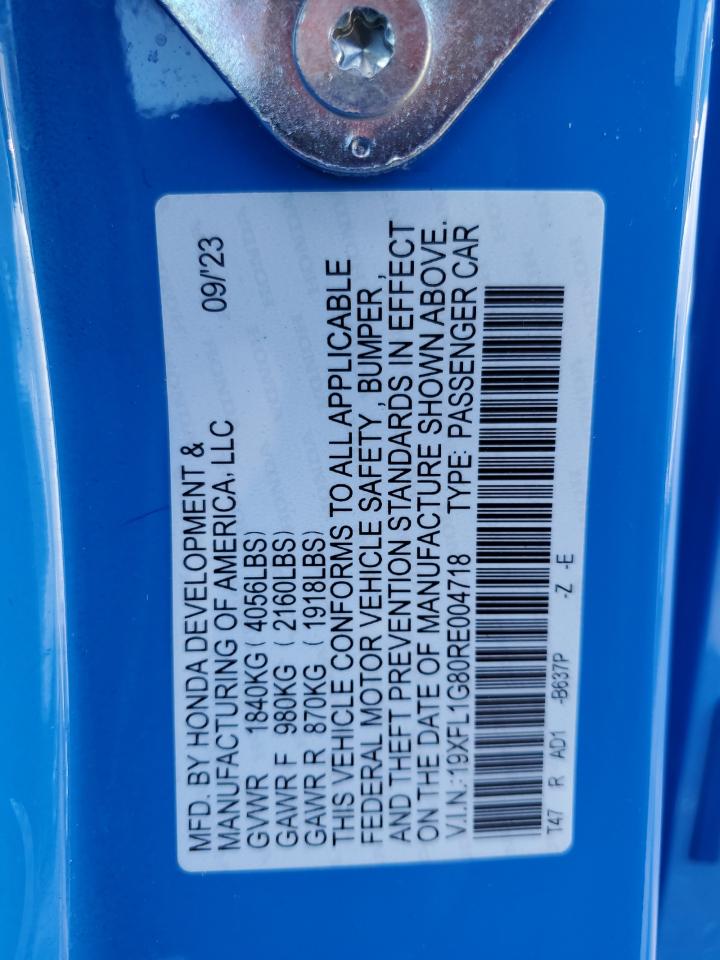 MFD. BY HONDA DEVELOPMENT &
MANUFACTURING OF AMERICA, LLC 09/'23
GVWR 1840KG ( 4056LBS)
GAWR F 980KG ( 2160LBS)
GAWR R 870KG ( 1918LBS)
THIS VEHICLE CONFORMS TO ALL APPLICABLE
FEDERAL MOTOR VEHICLE SAFETY , BUMPER ,
AND THEFT PREVENTION STANDARDS IN EFFECT
ON THE DATE OF MANUFACTURE SHOWN ABOVE.
V.I.N.:19XFL1G80RE004718 TYPE: PASSENGER CAR
T47 R AD1 -B637P -Z -E